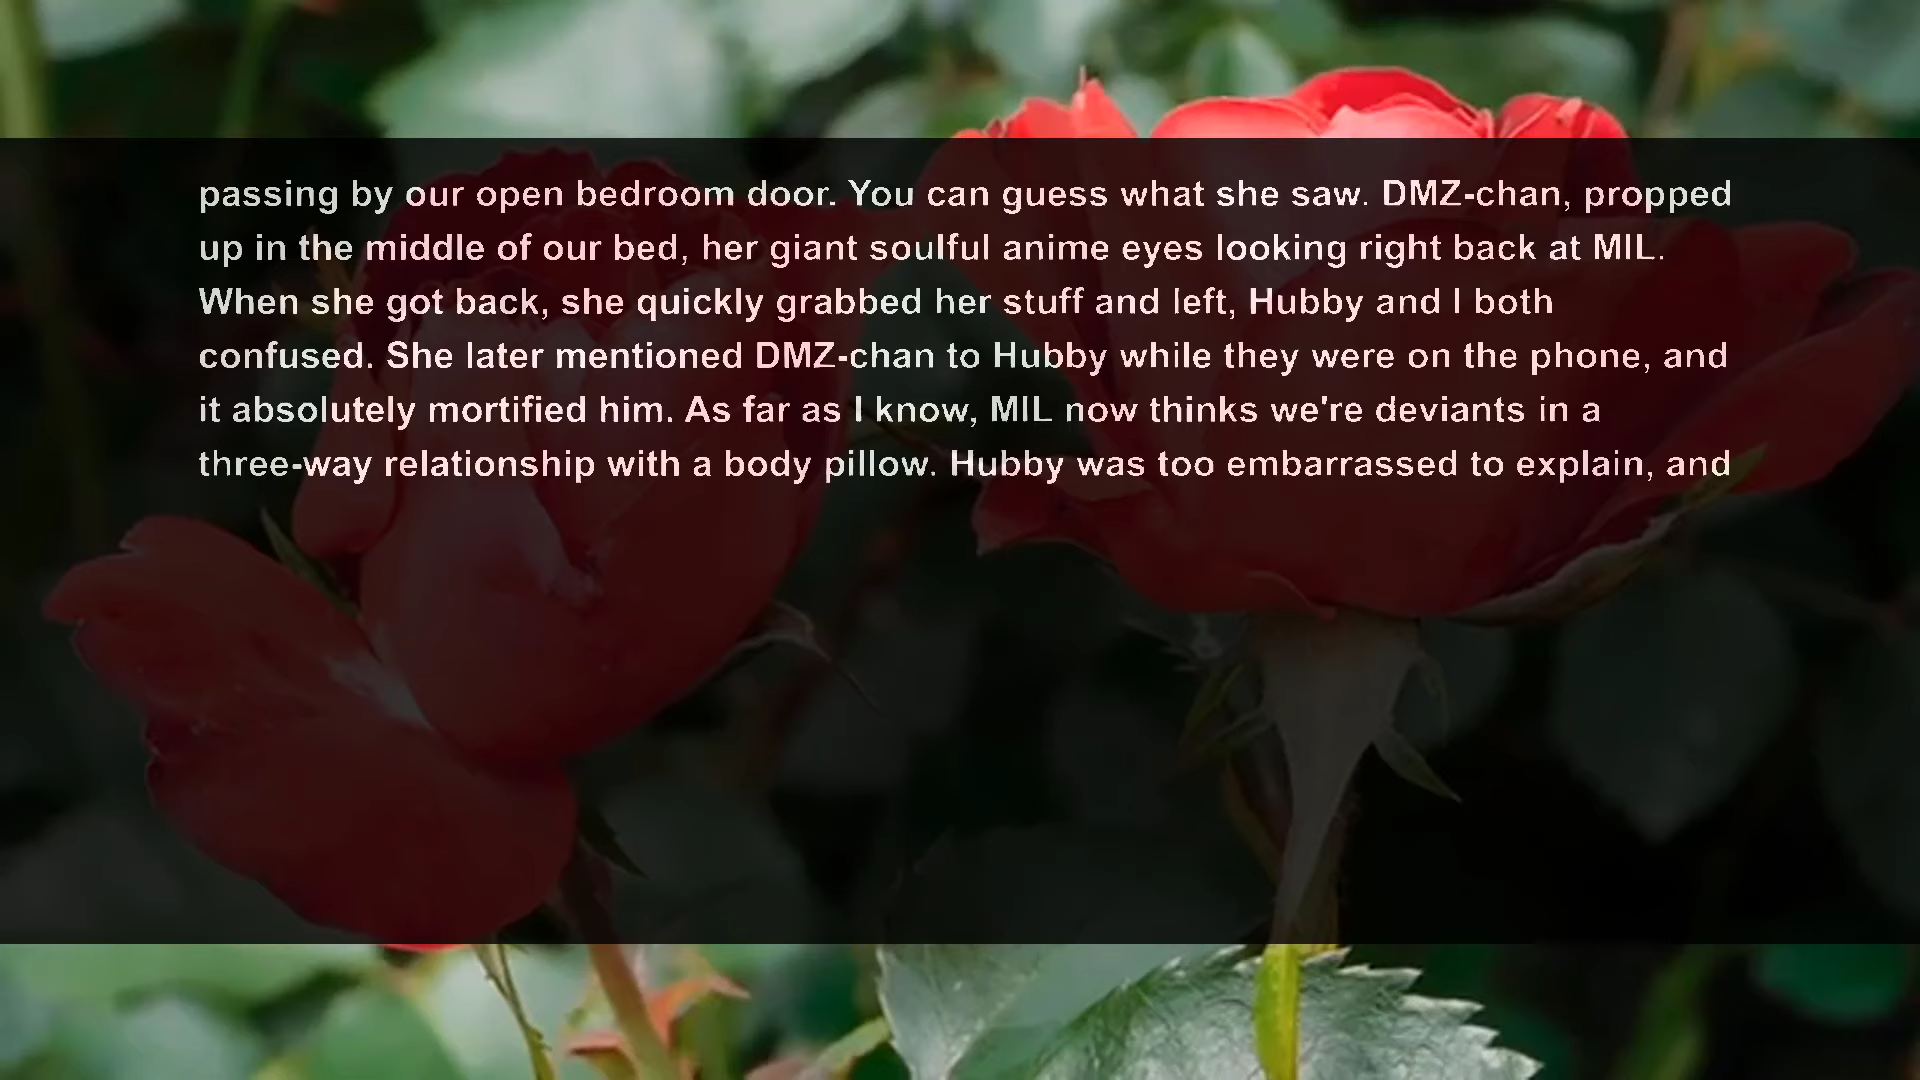 passing by our open bedroom door. You can guess what she saw. DMZ-chan, propped
up in the middle of our bed, her giant soulful anime eyes looking right back at MIL.
When she got back, she quickly grabbed her stuff and left, Hubby and I both
confused. She later mentioned DMZ-chan to Hubby while they were on the phone, and
it absolutely mortified him. As far as I know, MIL now thinks we're deviants in a
three-way relationship with a body pillow. Hubby was too embarrassed to explain, and